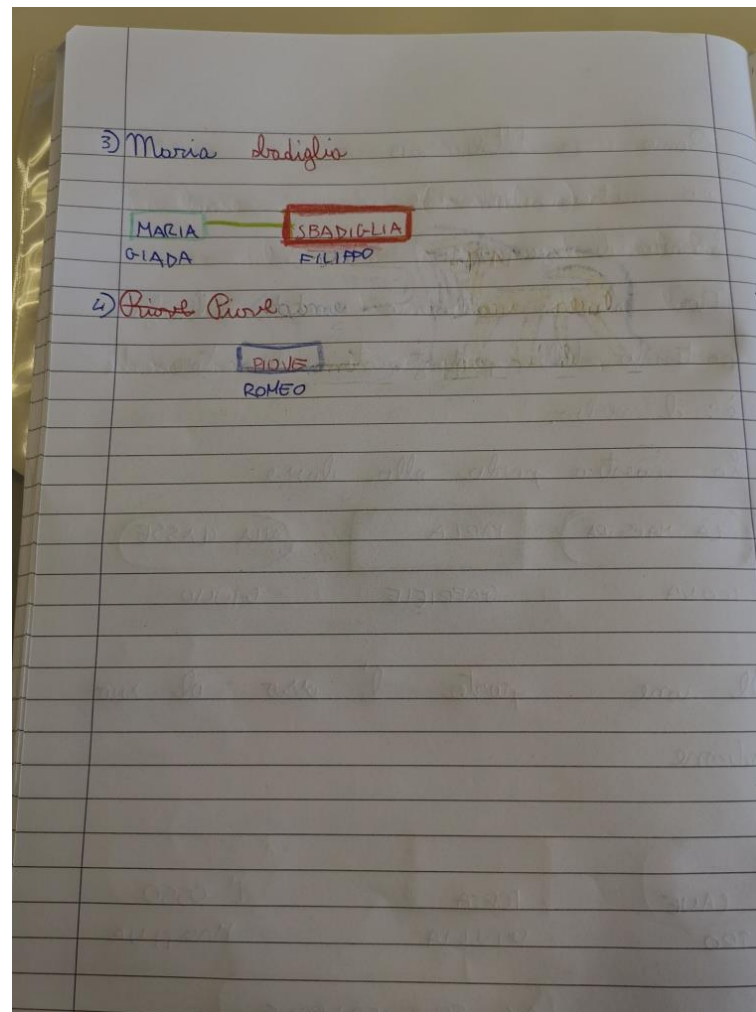 3) Maria sbadiglia
MARIA SBADIGLIA
GIADA FILIPPO
4) Piove Piove
PIOVE
ROMEO